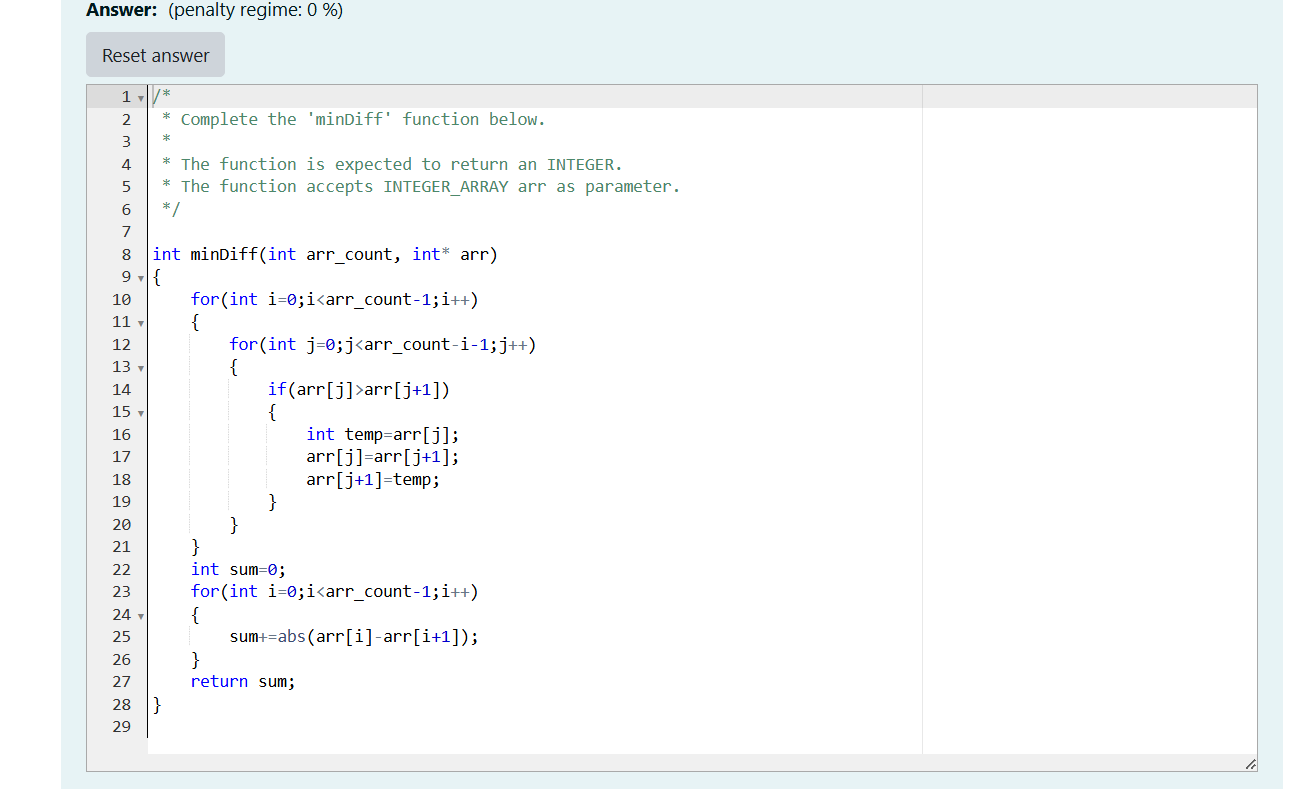 Answer: (penalty regime: 0 %)
Reset answer
1 /*
2 * Complete the 'minDiff' function below.
3 *
4 * The function is expected to return an INTEGER.
5 * The function accepts INTEGER_ARRAY arr as parameter.
6 */
7
8 int minDiff(int arr_count, int* arr)
9 {
10 for(int i=0;i<arr_count-1;i++)
11 {
12 for(int j=0;j<arr_count-i-1;j++)
13 {
14 if(arr[j]>arr[j+1])
15 {
16 int temp=arr[j];
17 arr[j]=arr[j+1];
18 arr[j+1]=temp;
19 }
20 }
21 }
22 int sum=0;
23 for(int i=0;i<arr_count-1;i++)
24 {
25 sum+=abs(arr[i]-arr[i+1]);
26 }
27 return sum;
28 }
29